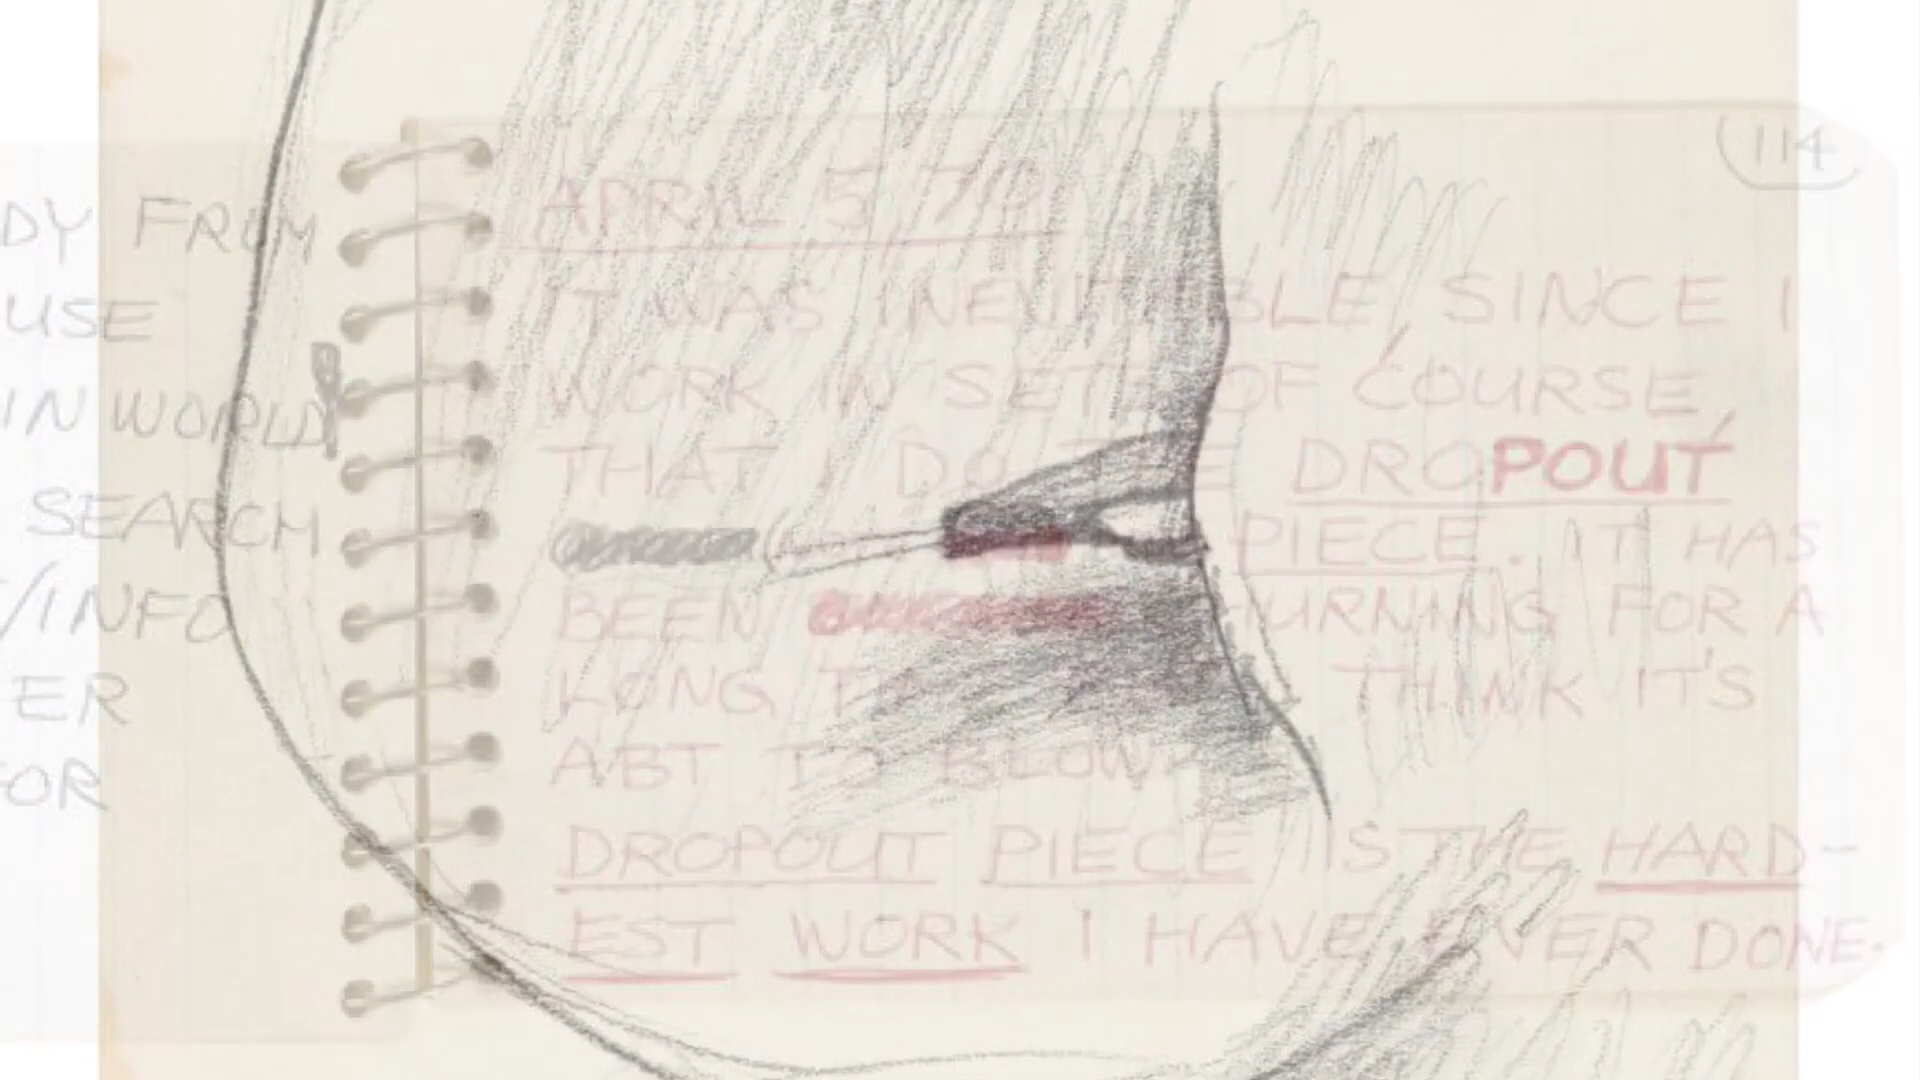 DY FROM
USE
IN WORLD
SEARCH
/INFO
ER
FOR
114
APRIL 5, 70
IT WAS INEVITABLE, SINCE I
WORK IN SETS OF COURSE,
THAT I DO THE DROPOUT
PIECE. IT HAS
BEEN CHURNING FOR A
LONG THINK IT'S
ABT TO BLOW
DROPOUT PIECE IS THE HARD-
EST WORK I HAVE EVER DONE.